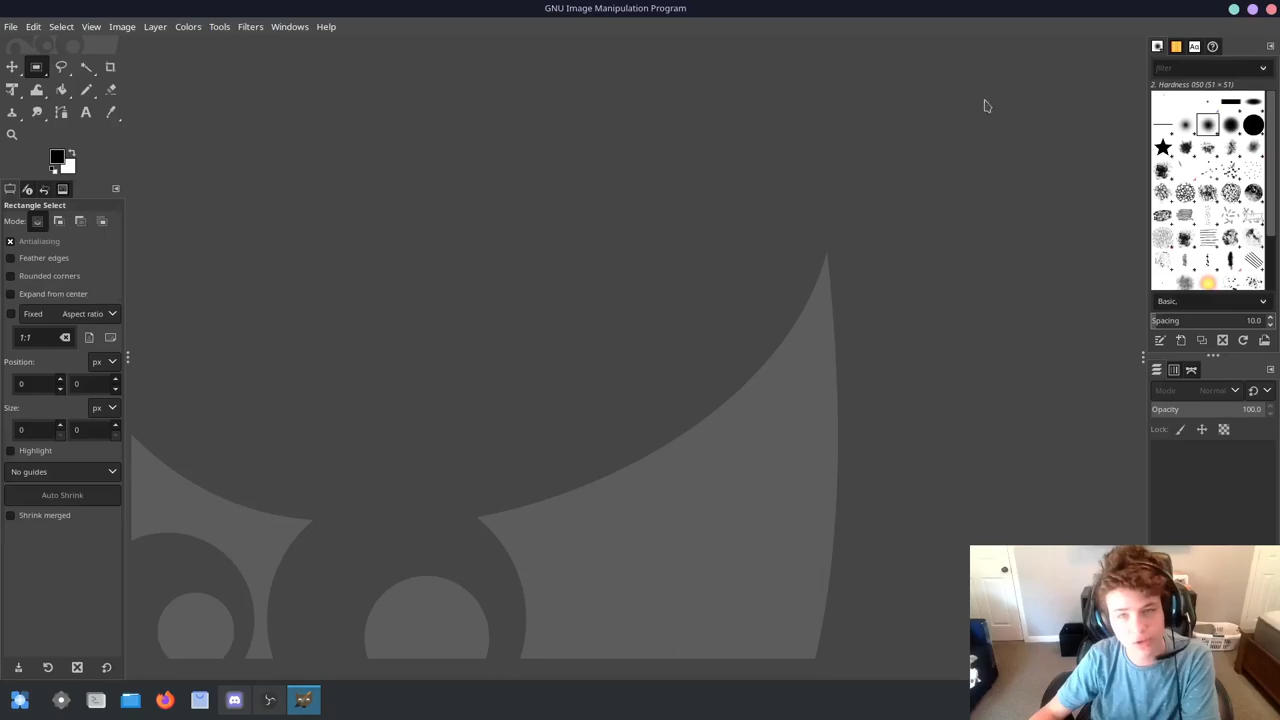 GNU Image Manipulation Program
File Edit Select View Image Layer Colors Tools Filters Windows Help
filter
2. Hardness 050 (51 × 51)
Rectangle Select
Mode:
Antialiasing
Feather edges
Rounded corners
Expand from center
Fixed Aspect ratio
1:1
Position: px
0 0
Size: px
0 0
Highlight
No guides
Auto Shrink
Shrink merged
Basic,
Spacing 10.0
Mode Normal
Opacity 100.0
Lock: